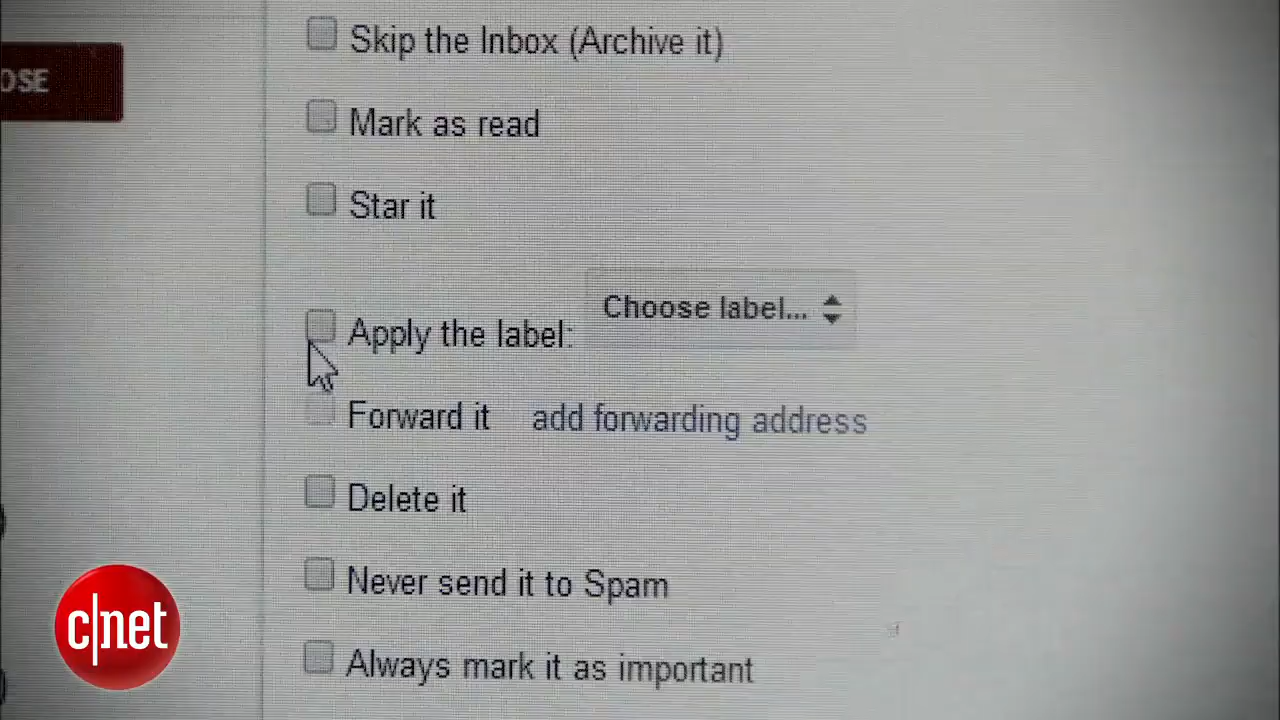 Skip the Inbox (Archive it)
OSE
Mark as read
Star it
Choose label...
Apply the label:
Forward it add forwarding address
Delete it
Never send it to Spam
c|net
Always mark it as important